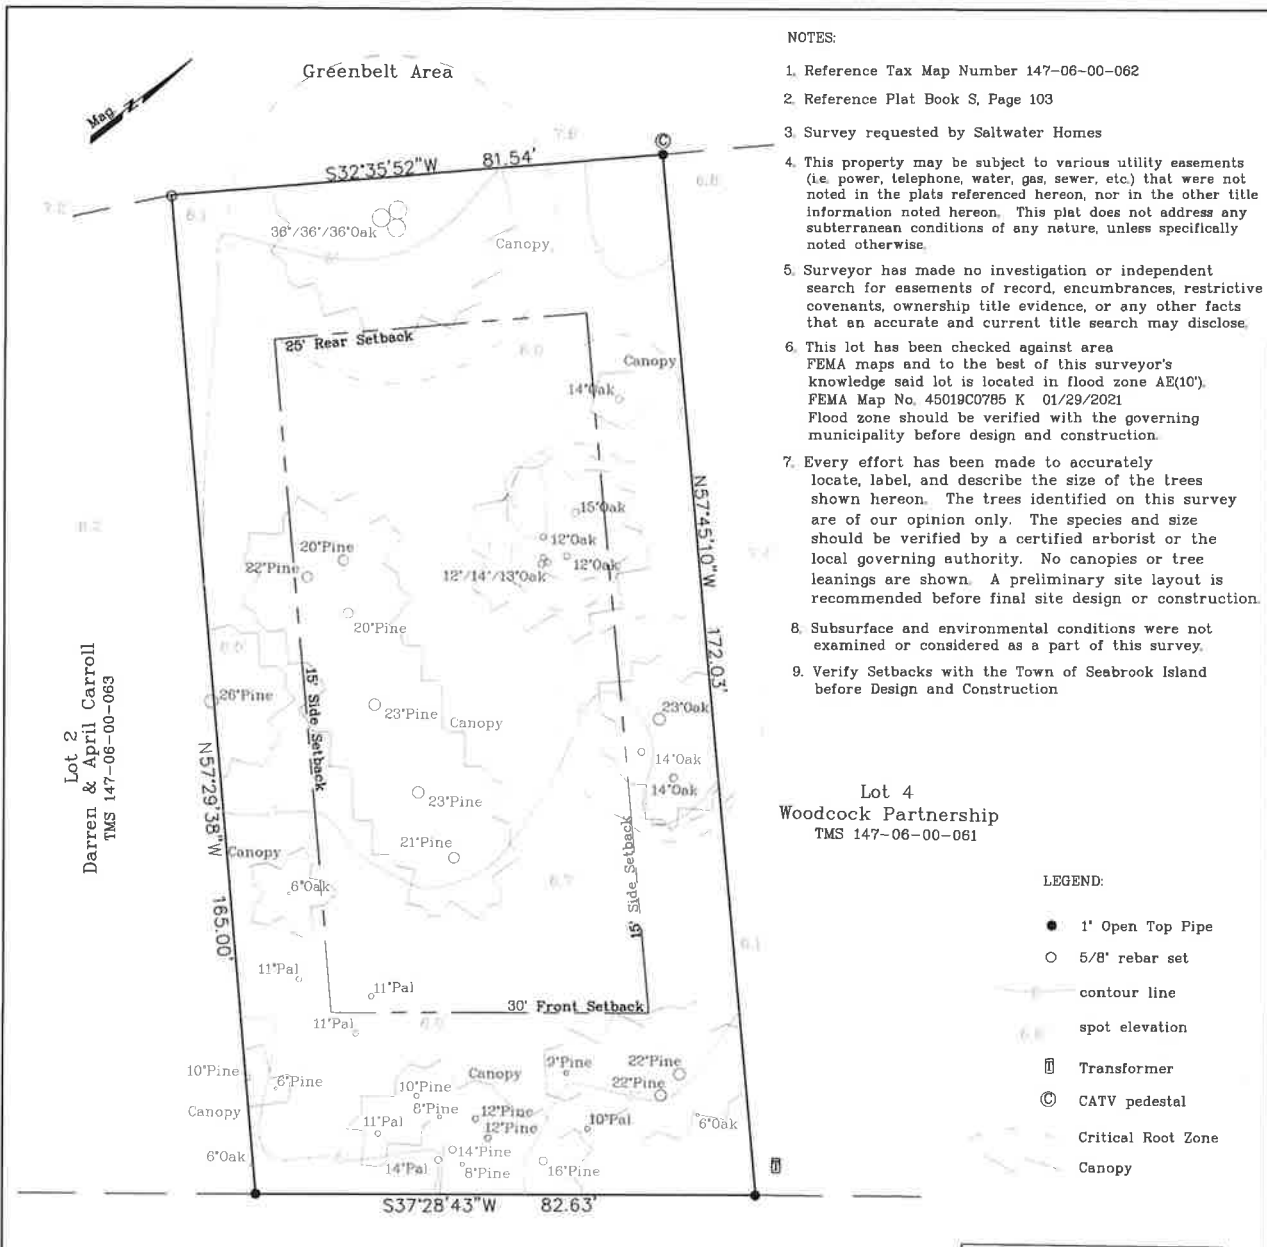 Greenbelt Area
Mag N
S32°35'52"W 81.54'
7.6
6.8
7.2
6.1
36"/36"/36"Oak
Canopy
25' Rear Setback
6.0
Canopy
14"Oak
15"Oak
12"Oak
12"Oak
12"/14"/13"Oak
20"Pine
22"Pine
20"Pine
26"Pine
23"Pine
Canopy
23"Pine
21"Pine
23"Oak
14"Oak
14"Oak
15' Side Setback
15' Side Setback
N57°45'10"W 172.03'
N57°29'38"W 165.00'
Lot 2
Darren & April Carroll
TMS 147-06-00-063
Canopy
6"Oak
6.7
6.1
11"Pal
11"Pal
11"Pal
30' Front Setback
10"Pine
6"Pine
Canopy
6"Oak
10"Pine
8"Pine
11"Pal
14"Pal
Canopy
12"Pine
12"Pine
14"Pine
8"Pine
9"Pine
22"Pine
22"Pine
10"Pal
16"Pine
6"Oak
S37°28'43"W 82.63'
Lot 4
Woodcock Partnership
TMS 147-06-00-061
NOTES:
1. Reference Tax Map Number 147-06-00-062
2. Reference Plat Book S, Page 103
3. Survey requested by Saltwater Homes
4. This property may be subject to various utility easements
(i.e. power, telephone, water, gas, sewer, etc.) that were not
noted in the plats referenced hereon, nor in the other title
information noted hereon. This plat does not address any
subterranean conditions of any nature, unless specifically
noted otherwise.
5. Surveyor has made no investigation or independent
search for easements of record, encumbrances, restrictive
covenants, ownership title evidence, or any other facts
that an accurate and current title search may disclose.
6. This lot has been checked against area
FEMA maps and to the best of this surveyor's
knowledge said lot is located in flood zone AE(10').
FEMA Map No. 45019C0785 K 01/29/2021
Flood zone should be verified with the governing
municipality before design and construction.
7. Every effort has been made to accurately
locate, label, and describe the size of the trees
shown hereon. The trees identified on this survey
are of our opinion only. The species and size
should be verified by a certified arborist or the
local governing authority. No canopies or tree
leanings are shown. A preliminary site layout is
recommended before final site design or construction.
8. Subsurface and environmental conditions were not
examined or considered as a part of this survey.
9. Verify Setbacks with the Town of Seabrook Island
before Design and Construction
LEGEND:
1" Open Top Pipe
5/8" rebar set
contour line
spot elevation
T Transformer
C CATV pedestal
Critical Root Zone
Canopy
C
T